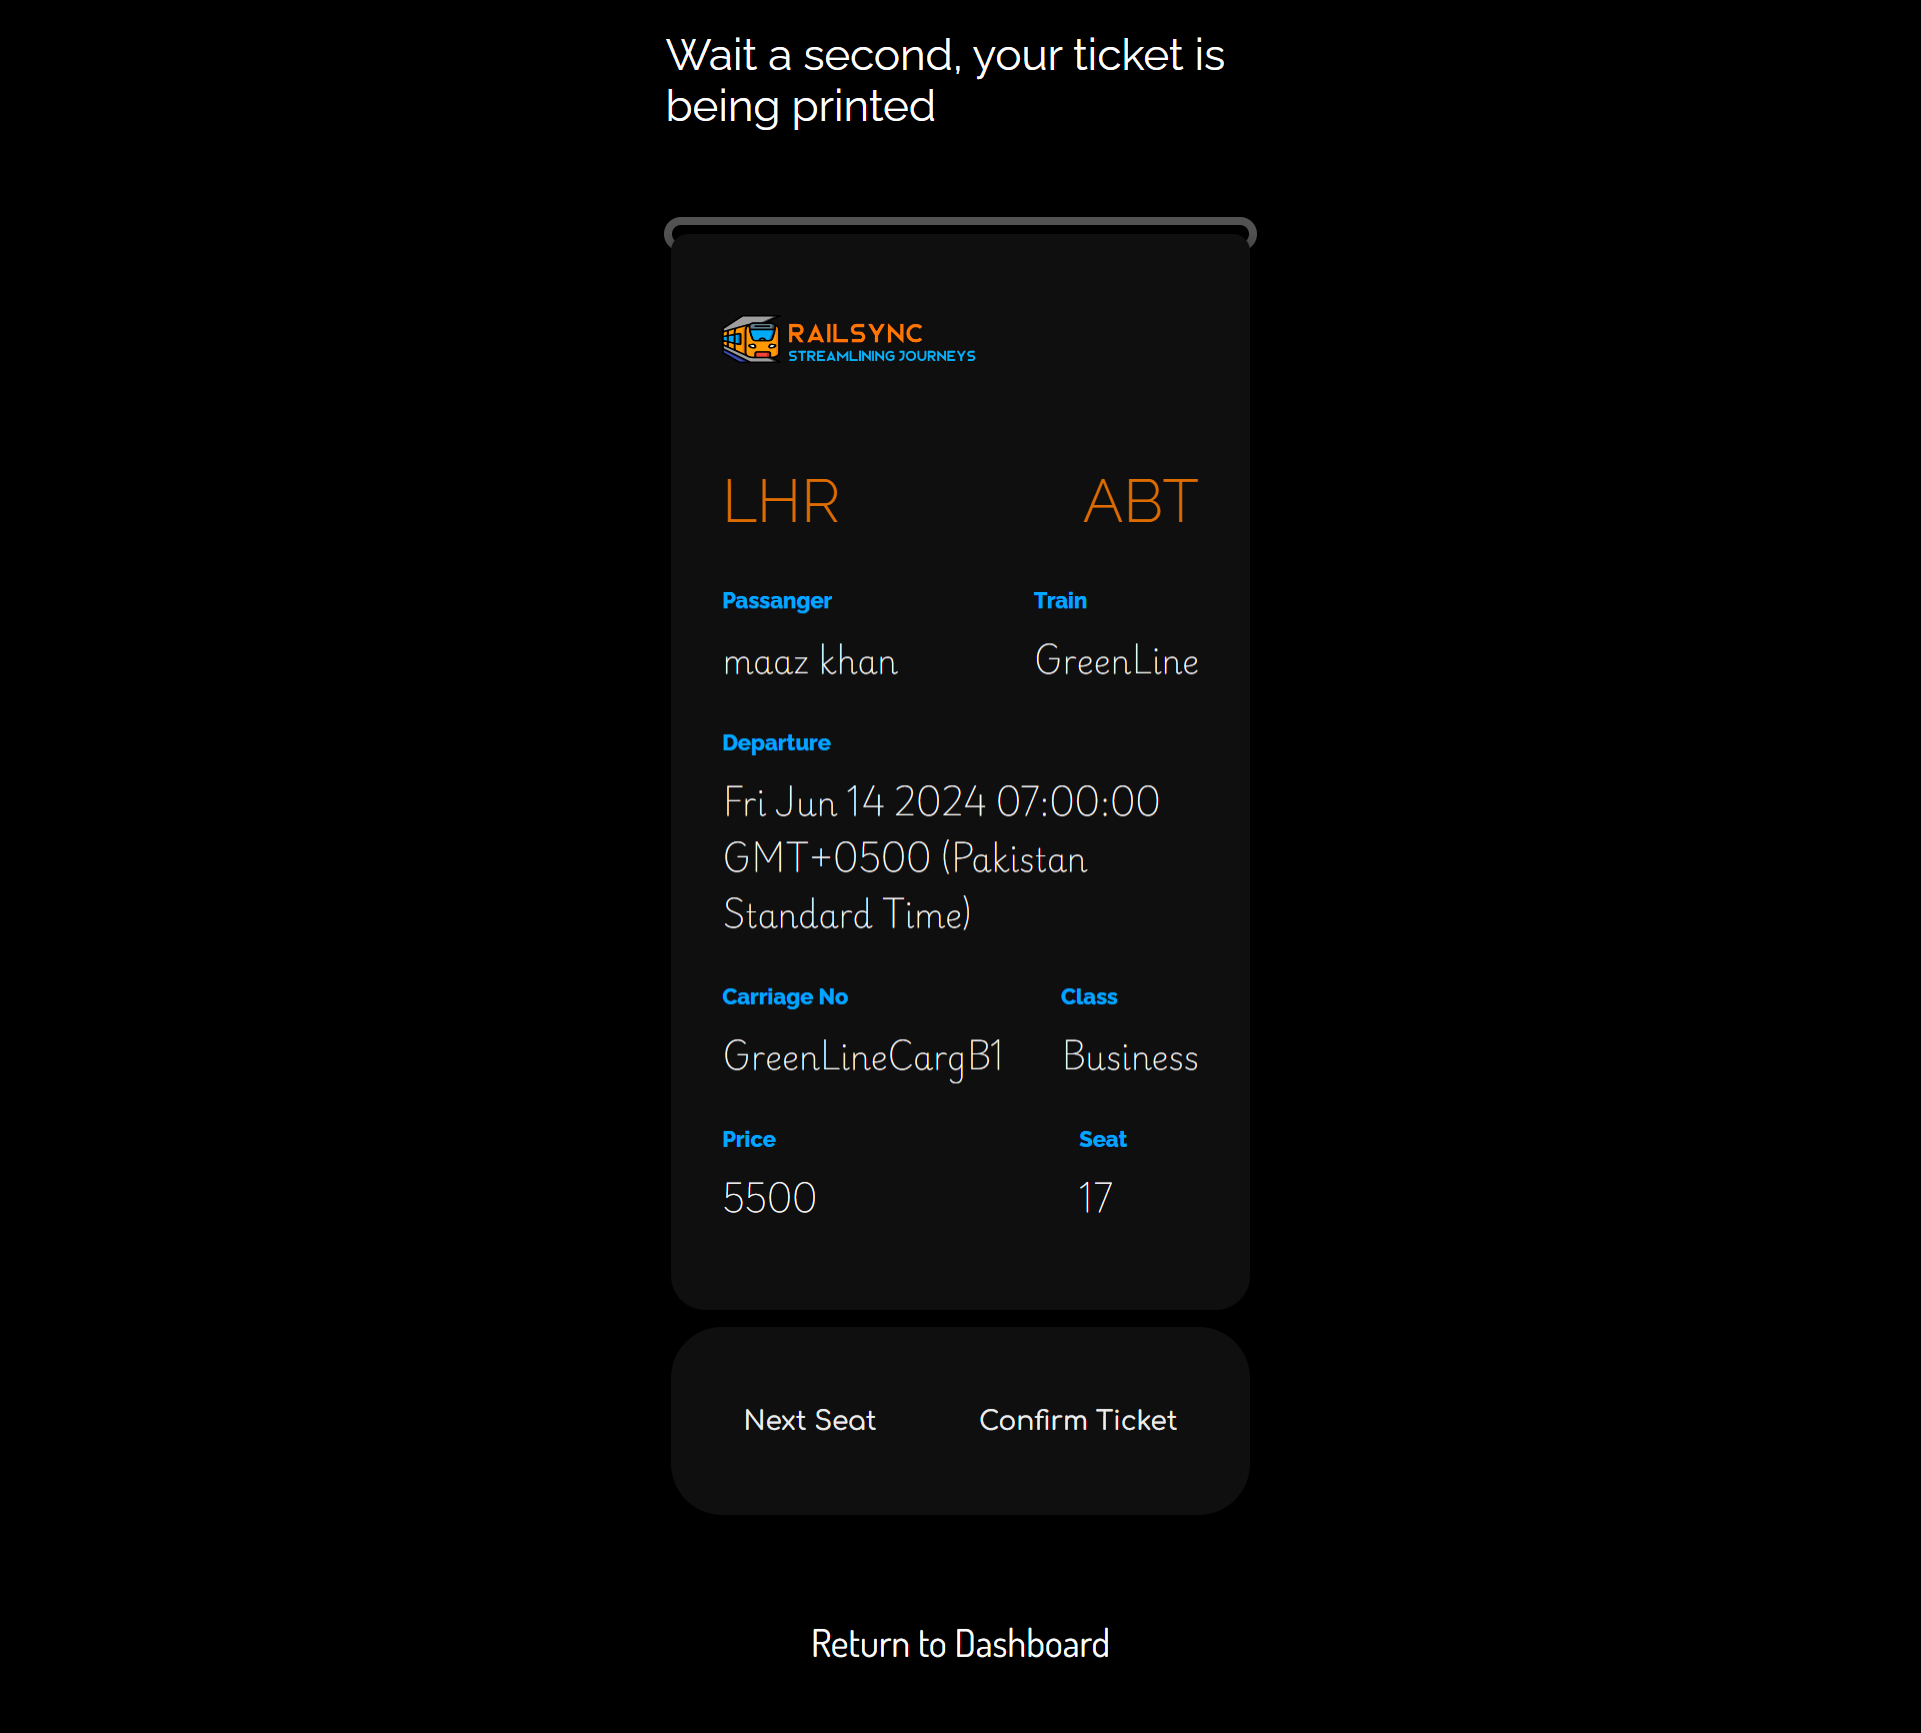 Wait a second, your ticket is
being printed
RAILSYNC
STREAMLINING JOURNEYS
LHR ABT
Passanger Train
maaz khan GreenLine
Departure
Fri Jun 14 2024 07:00:00
GMT+0500 (Pakistan
Standard Time)
Carriage No Class
GreenLineCargB1 Business
Price Seat
5500 17
Next Seat Confirm Ticket
Return to Dashboard